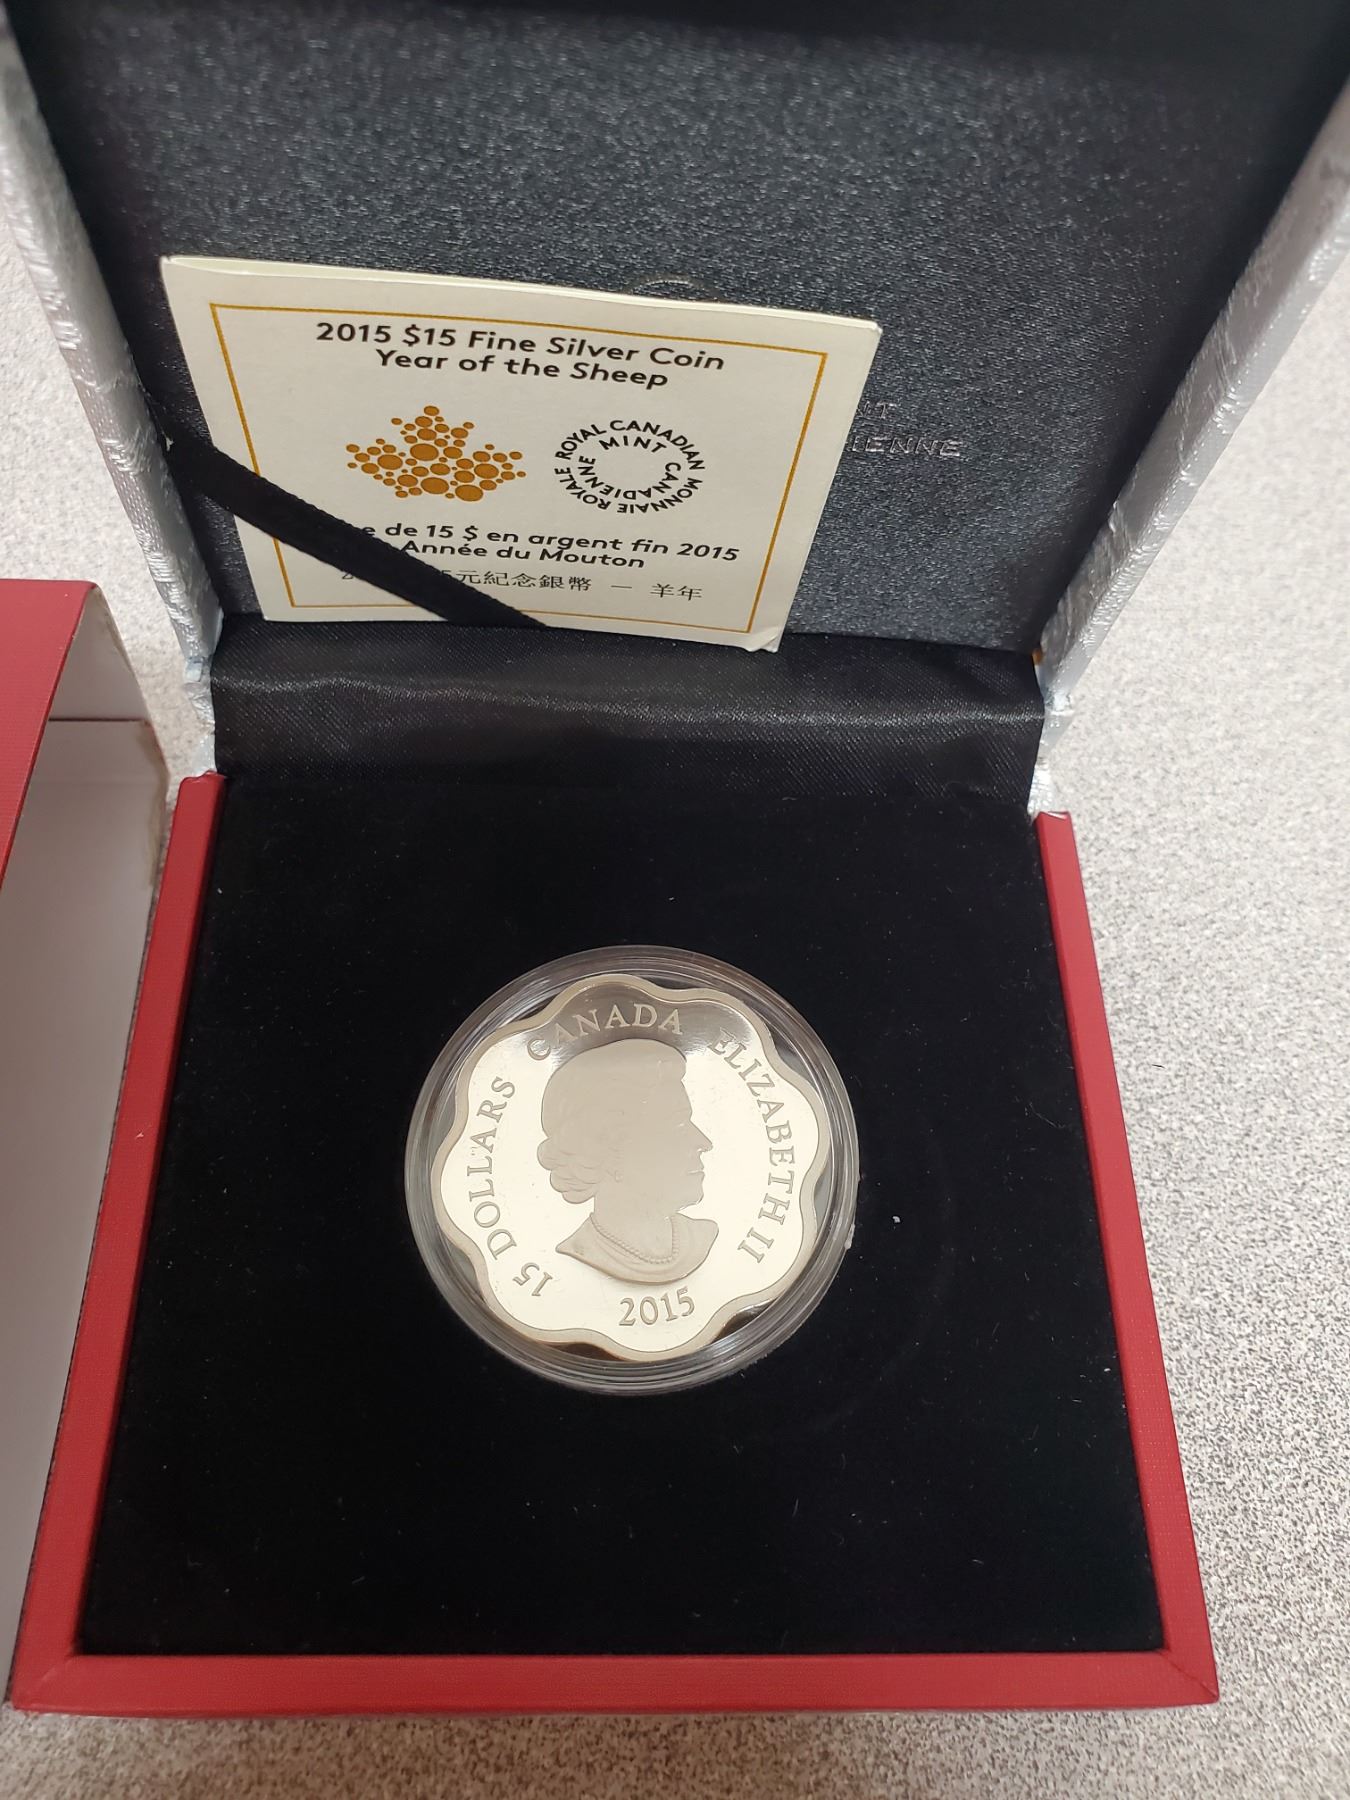 2015 $15 Fine Silver Coin
Year of the Sheep
ROYAL CANADIAN MINT
MONNAIE ROYALE CANADIENNE
de 15 $ en argent fin 2015
Année du Mouton
元紀念銀幣 — 羊年
15 DOLLARS CANADA ELIZABETH II
2015